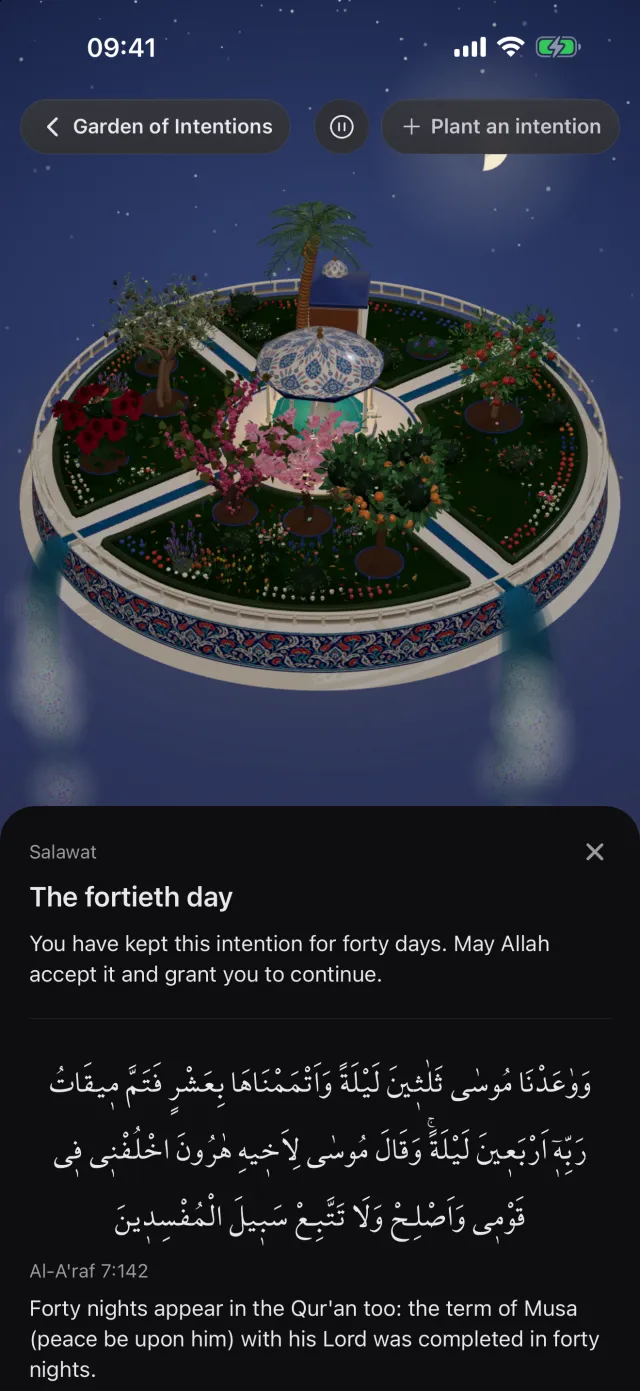 09:41
Garden of Intentions
+ Plant an intention
Salawat
The fortieth day
You have kept this intention for forty days. May Allah
accept it and grant you to continue.
وَوٰعَدْنَا مُوسٰى ثَلٰث۪ينَ لَيْلَةً وَاَتْمَمْنَاهَا بِعَشْرٍ فَتَمَّ م۪يقَاتُ
رَبِّه۪ٓ اَرْبَع۪ينَ لَيْلَةًۚ وَقَالَ مُوسٰى لِاَخ۪يهِ هٰرُونَ اخْلُفْن۪ى ف۪ى
قَوْم۪ى وَاَصْلِحْ وَلَا تَتَّبِعْ سَب۪يلَ الْمُفْسِد۪ينَ
Al-A'raf 7:142
Forty nights appear in the Qur'an too: the term of Musa
(peace be upon him) with his Lord was completed in forty
nights.